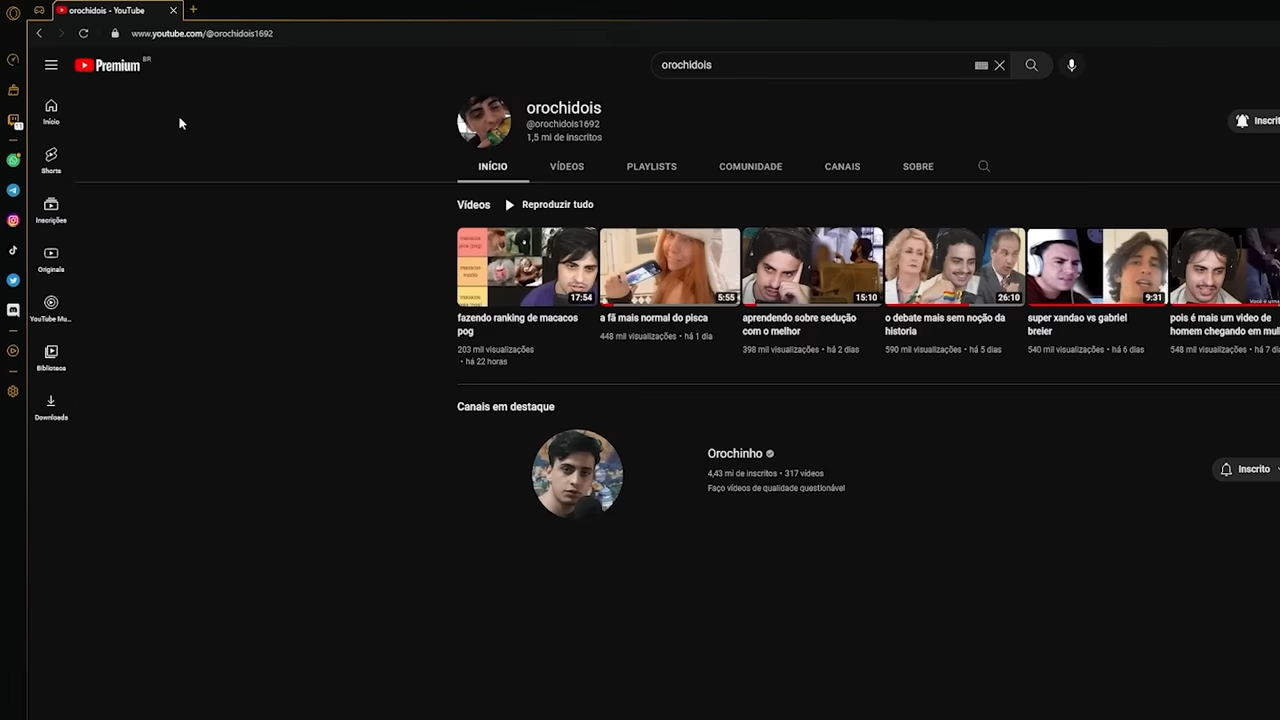 orochidois - YouTube
www.youtube.com/@orochidois1692
Premium BR
orochidois
Início
Shorts
Inscrições
Originals
YouTube Mu...
Biblioteca
Downloads
orochidois
@orochidois1692
1,5 mi de inscritos
Inscrit
INÍCIO VÍDEOS PLAYLISTS COMUNIDADE CANAIS SOBRE
Vídeos Reproduzir tudo
17:54
5:55
15:10
26:10
9:31
fazendo ranking de macacos
pog
203 mil visualizações
• há 22 horas
a fã mais normal do pisca
448 mil visualizações • há 1 dia
aprendendo sobre sedução
com o melhor
398 mil visualizações • há 2 dias
o debate mais sem noção da
historia
590 mil visualizações • há 5 dias
super xandao vs gabriel
breier
540 mil visualizações • há 6 dias
pois é mais um video de
homem chegando em mul
548 mil visualizações • há 7 di
Canais em destaque
Orochinho
4,43 mi de inscritos • 317 vídeos
Faço vídeos de qualidade questionável
Inscrito